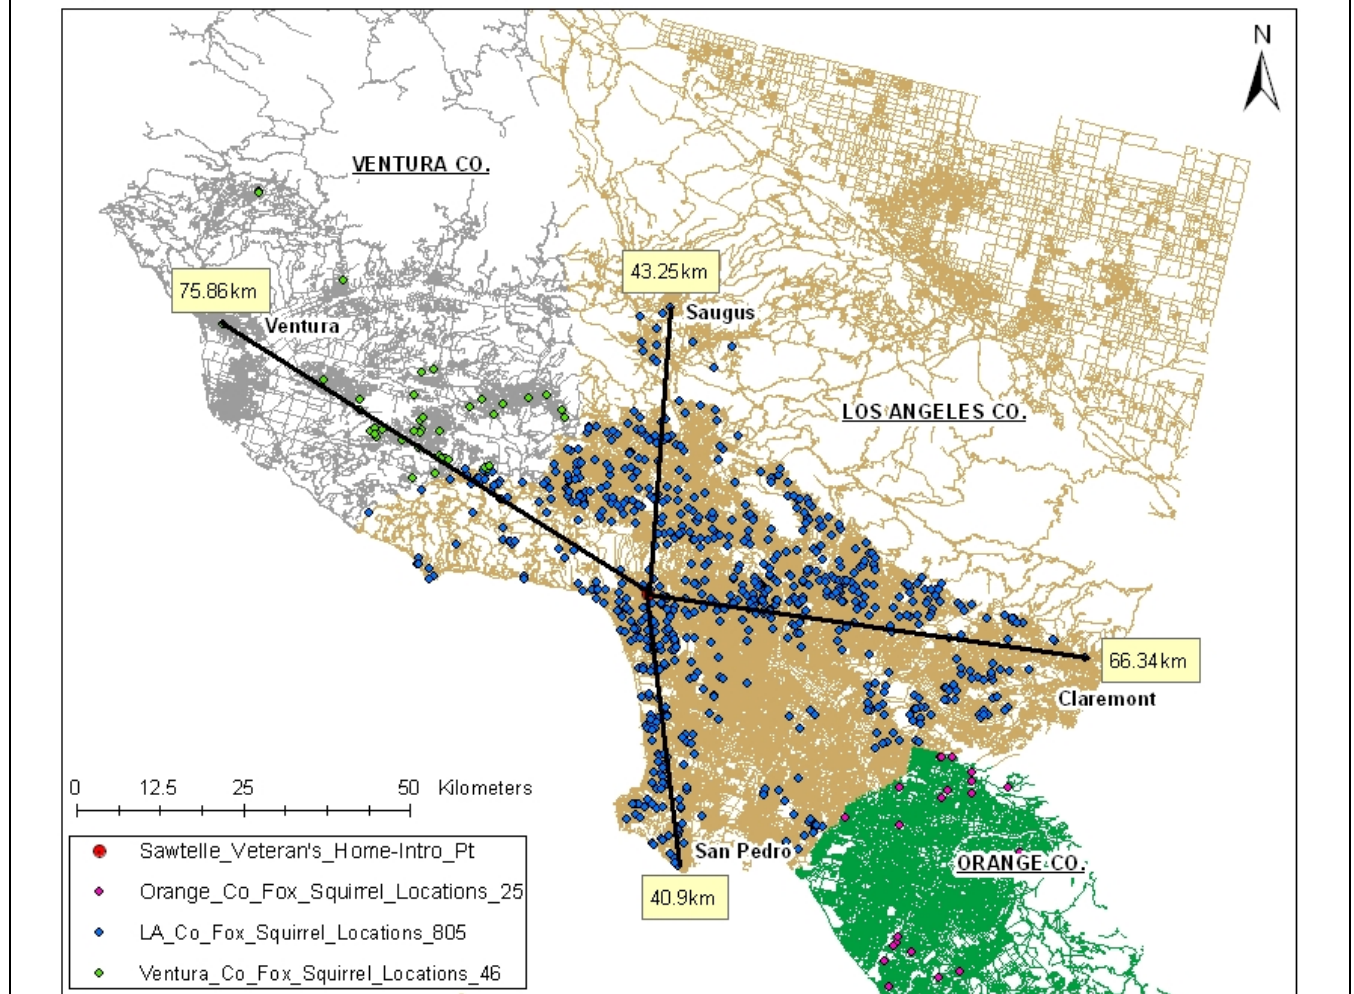 N
VENTURA CO.
43.25km
75.86km
Saugus
Ventura
LOS ANGELES CO.
66.34km
Claremont
0 12.5 25 50 Kilometers
San Pedro
ORANGE CO.
40.9km
Sawtelle_Veteran's_Home-Intro_Pt
Orange_Co_Fox_Squirrel_Locations_25
LA_Co_Fox_Squirrel_Locations_805
Ventura_Co_Fox_Squirrel_Locations_46